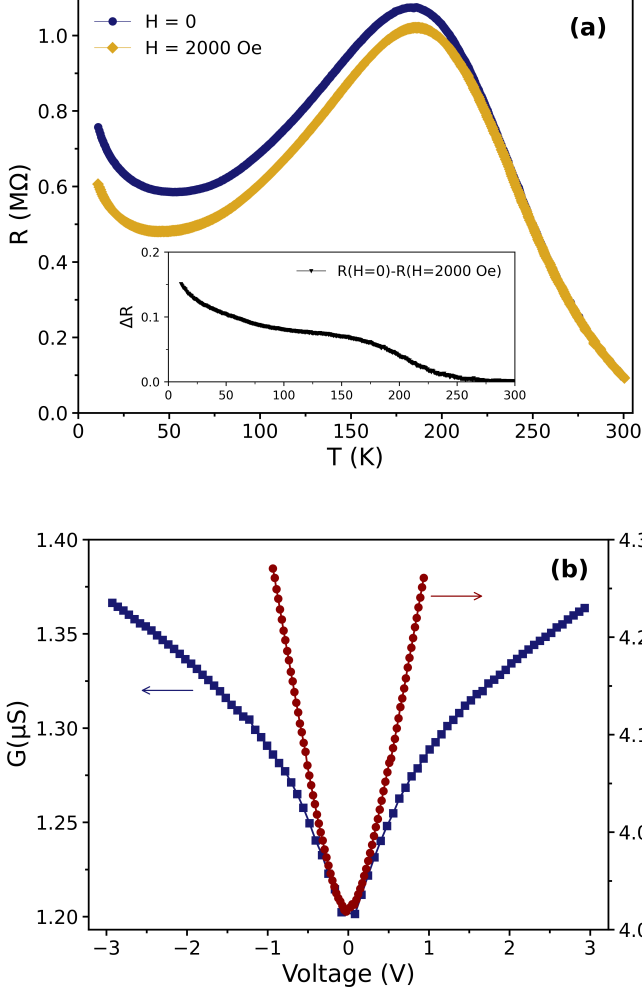 H = 0
H = 2000 Oe
(a)
1.0
0.8
0.6
0.4
0.2
0.0
R (MΩ)
0.2
0.1
0.0
ΔR
R(H=0)-R(H=2000 Oe)
0 50 100 150 200 250 300
0 50 100 150 200 250 300
T (K)
(b)
1.40
1.35
1.30
1.25
1.20
G(μS)
4.
4.2
4.
4.0
4.
−3 −2 −1 0 1 2 3
Voltage (V)